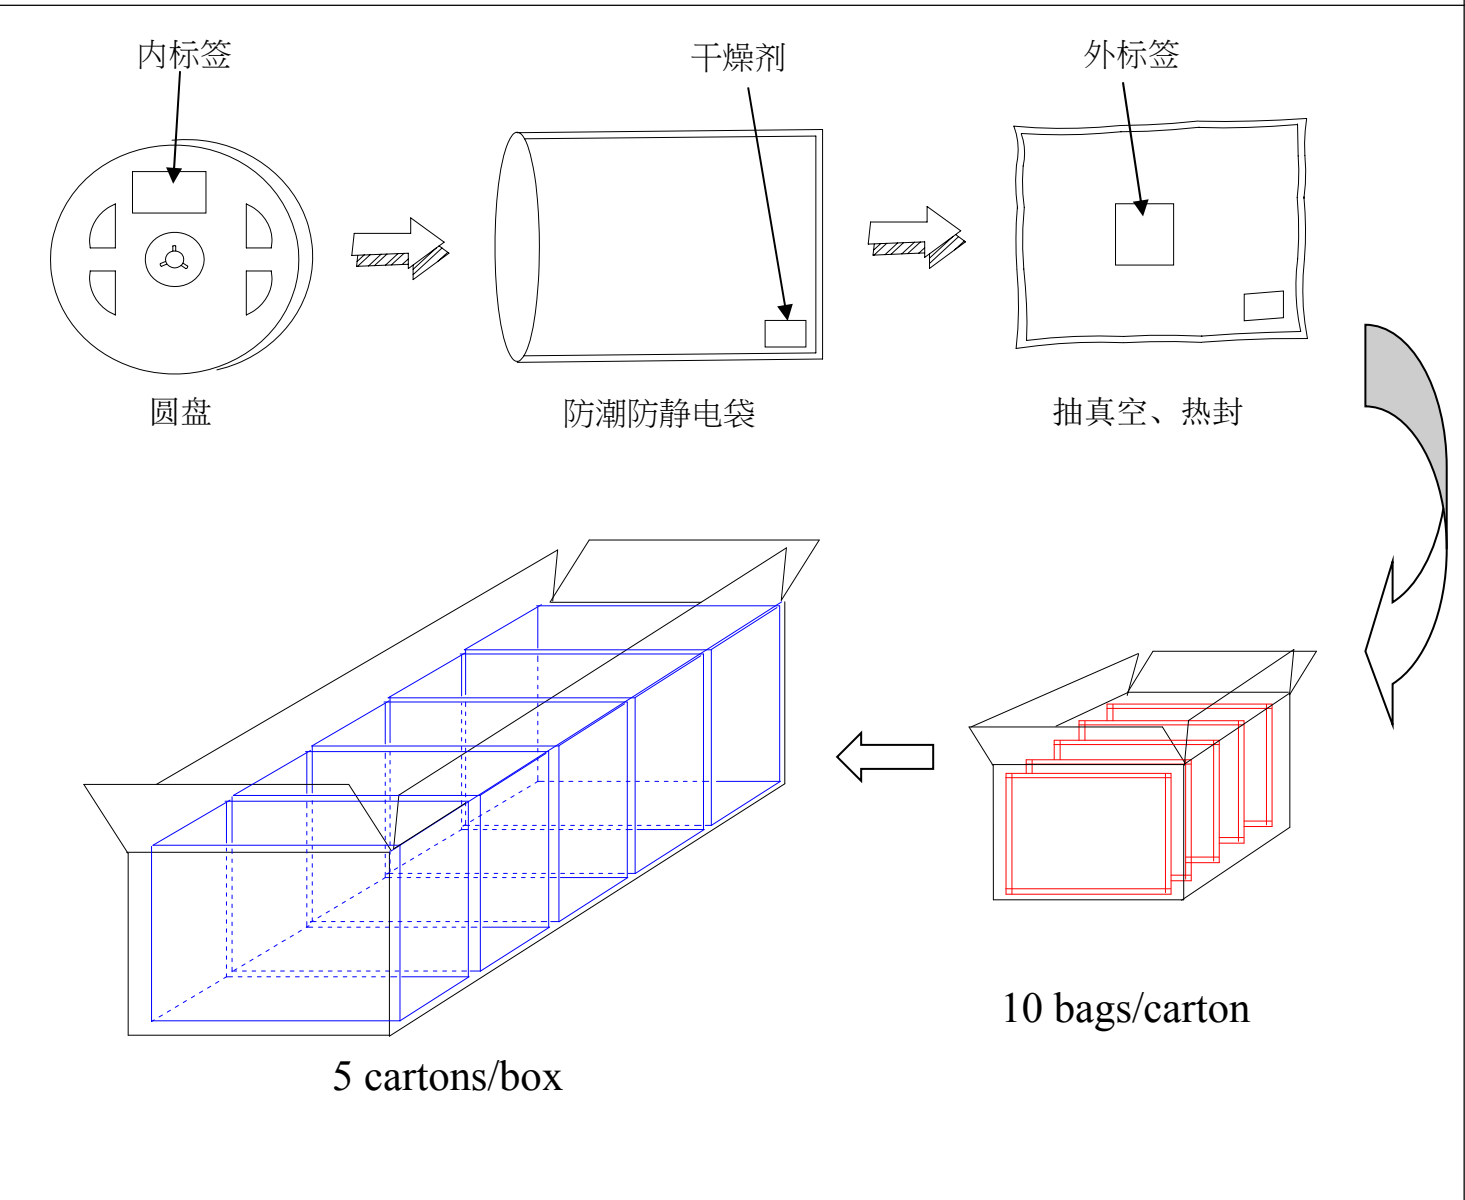 内标签
干燥剂
外标签
圆盘
防潮防静电袋
抽真空、热封
10 bags/carton
5 cartons/box